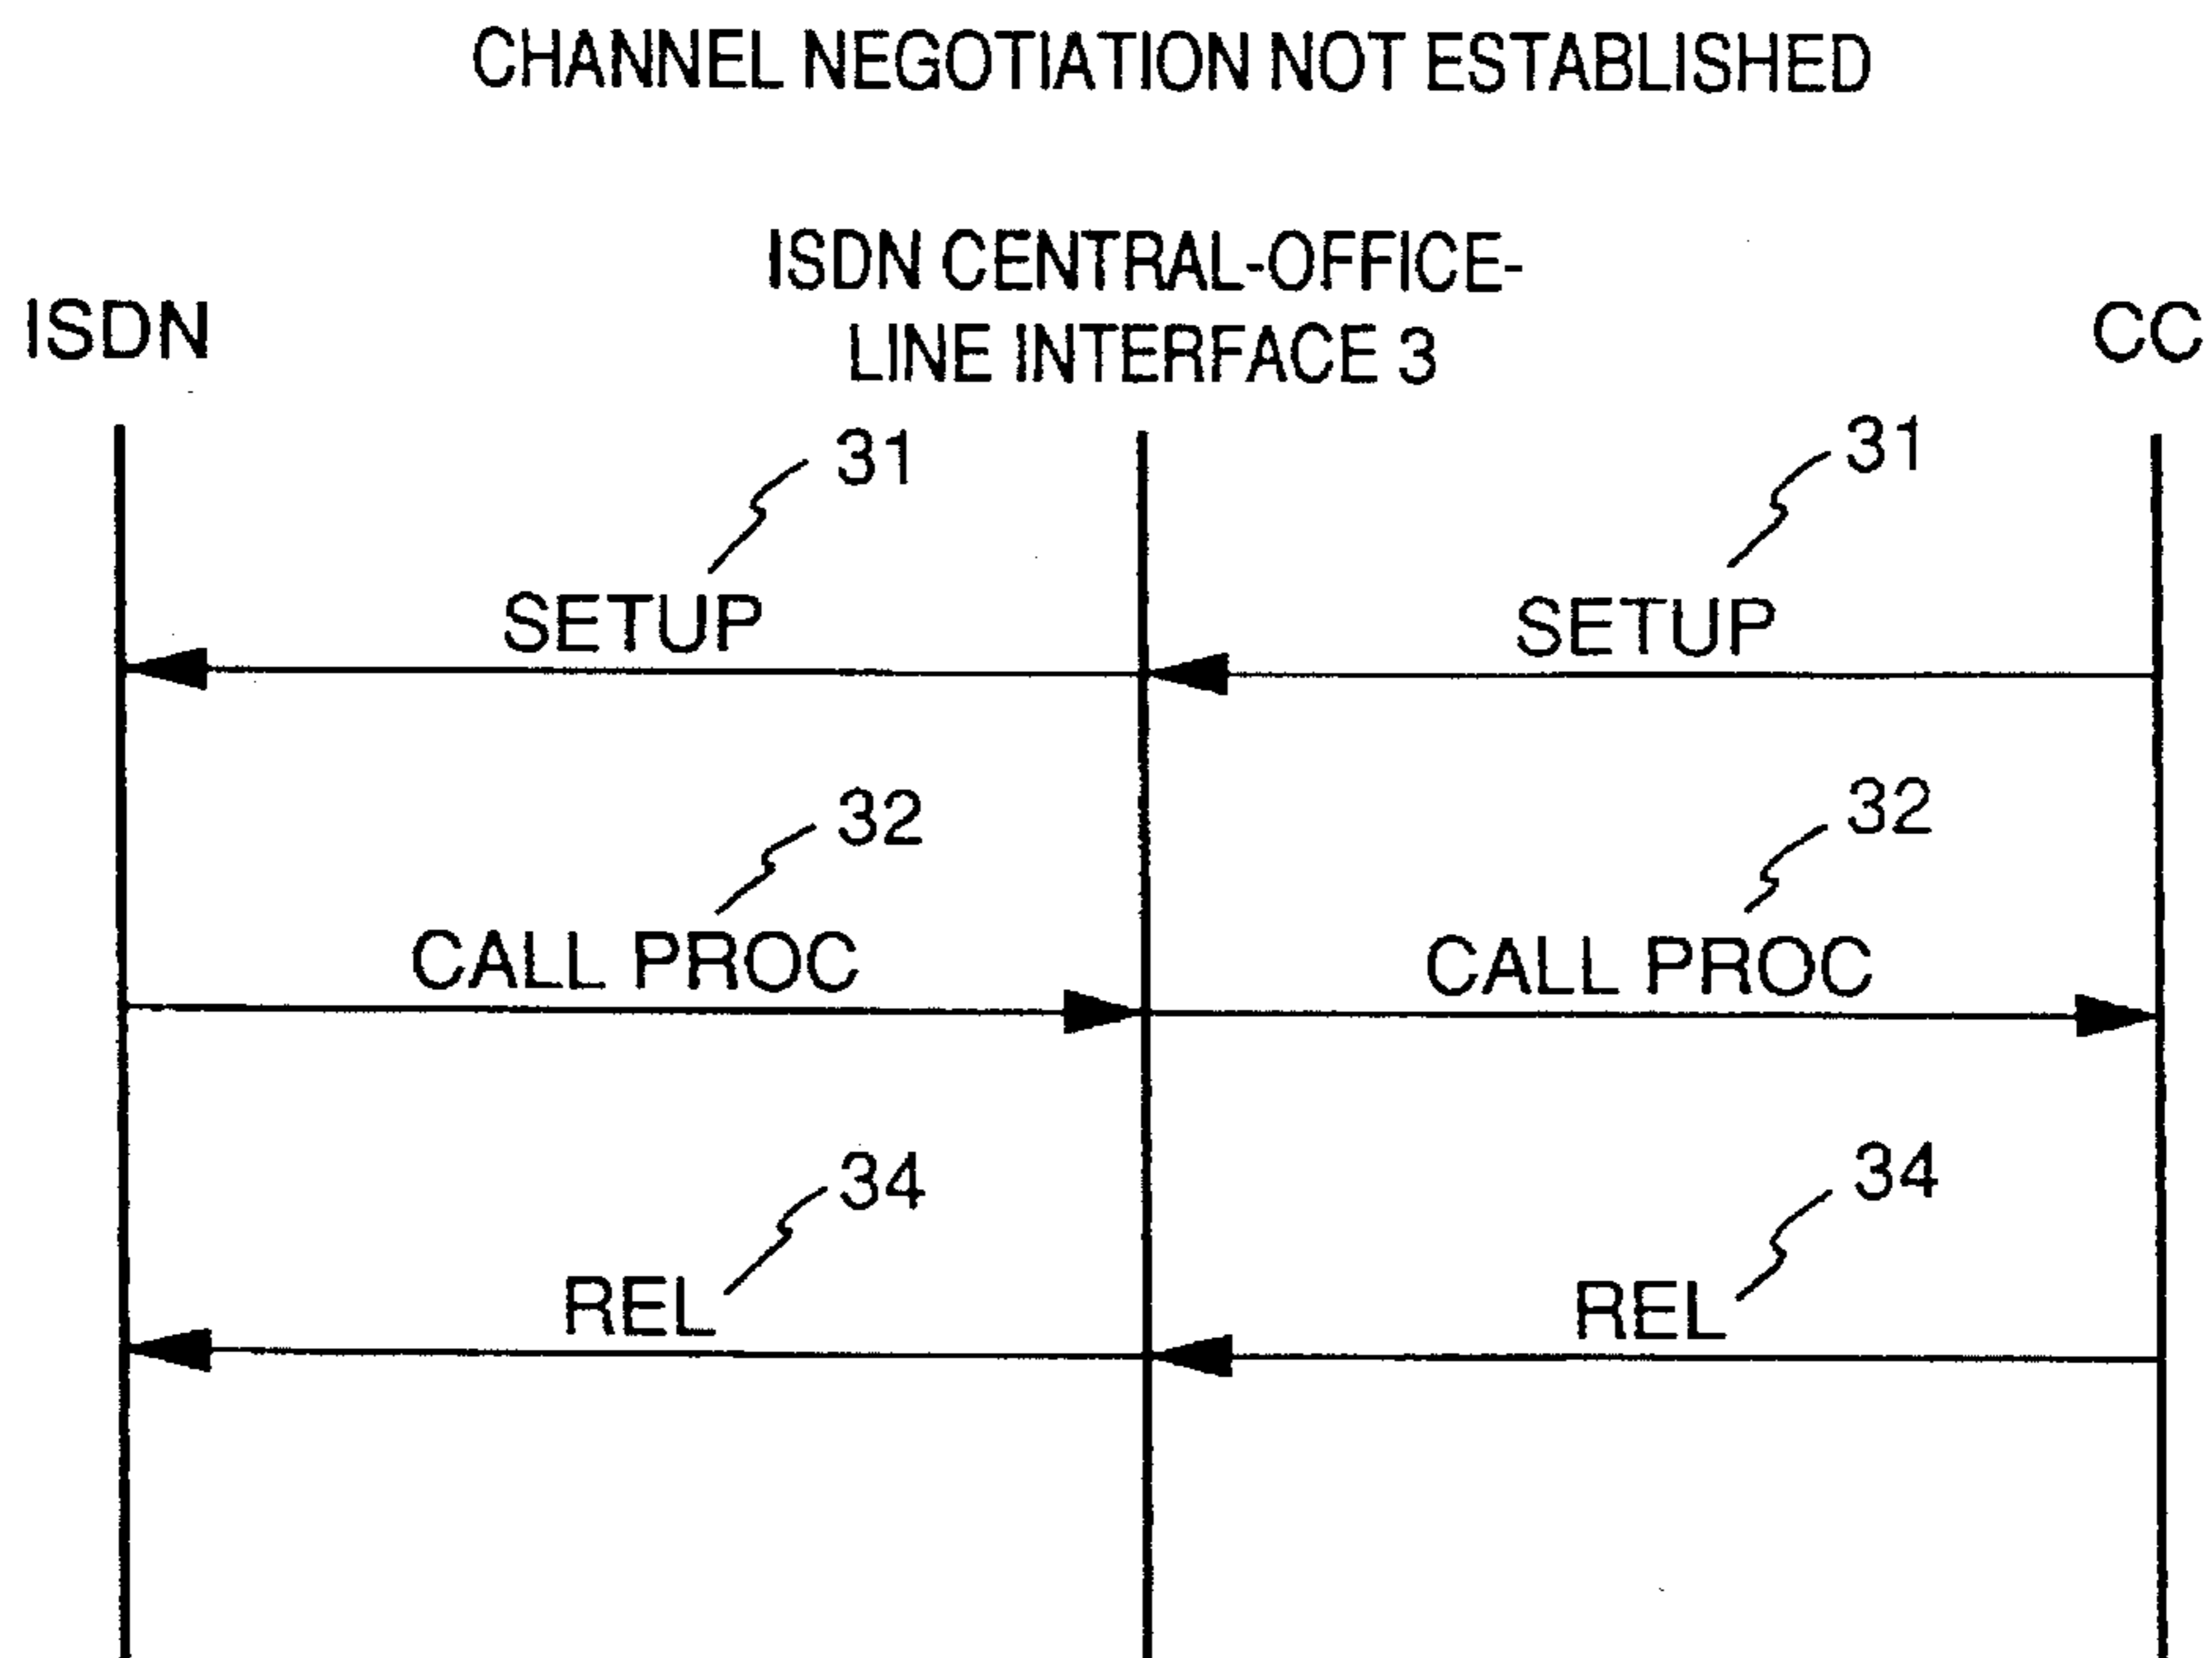 CHANNEL NEGOTIATION NOT ESTABLISHED
ISDN
ISDN CENTRAL-OFFICE-
LINE INTERFACE 3
CC
31
31
SETUP
SETUP
32
32
CALL PROC
CALL PROC
34
34
REL
REL